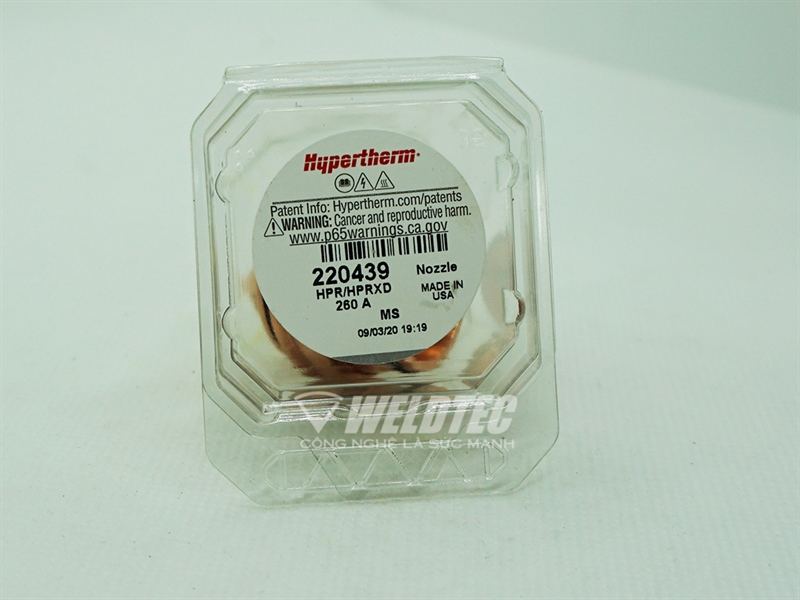 Hypertherm
Patent Info: Hypertherm.com/patents
WARNING: Cancer and reproductive harm.
www.p65warnings.ca.gov
220439 Nozzle
HPR/HPRXD MADE IN
260 A USA
MS
09/03/20 19:19
WELDTEC
CÔNG NGHỆ LÀ SỨC MẠNH